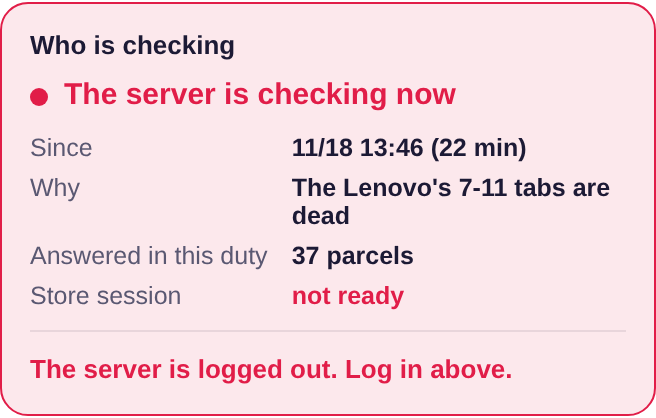 Who is checking
The server is checking now
Since 11/18 13:46 (22 min)
Why The Lenovo's 7-11 tabs are
dead
Answered in this duty 37 parcels
Store session not ready
The server is logged out. Log in above.